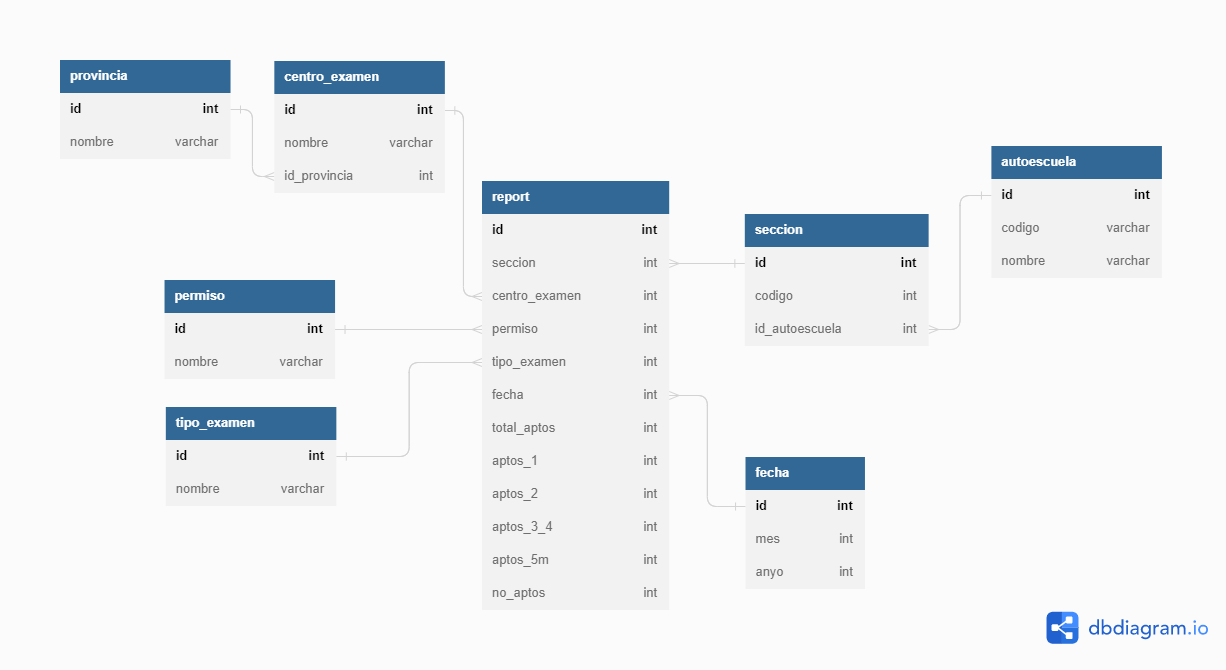 provincia
id int
nombre varchar
centro_examen
id int
nombre varchar
id_provincia int
report
id int
seccion int
centro_examen int
permiso int
tipo_examen int
fecha int
total_aptos int
aptos_1 int
aptos_2 int
aptos_3_4 int
aptos_5m int
no_aptos int
autoescuela
id int
codigo varchar
nombre varchar
seccion
id int
codigo int
id_autoescuela int
permiso
id int
nombre varchar
tipo_examen
id int
nombre varchar
fecha
id int
mes int
anyo int
dbdiagram.io